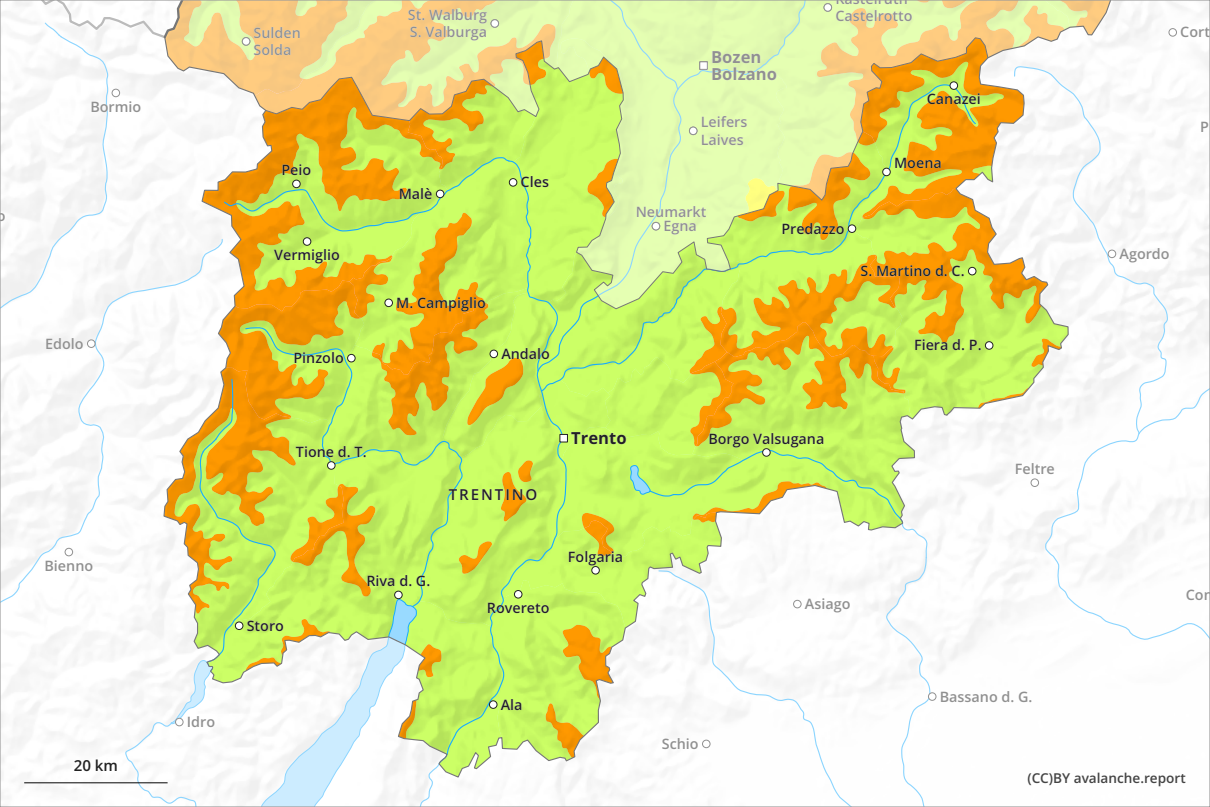 Kastelruth
Castelrotto
St. Walburg
S. Valburga
Sulden
Solda
Cort
Bozen
Bolzano
Bormio
Canazei
Leifers
Laives
P
Moena
Peio
Cles
Malè
Neumarkt
Egna
Predazzo
Vermiglio
Agordo
S. Martino d. C.
M. Campiglio
Edolo
Pinzolo
Andalo
Fiera d. P.
Trento
Borgo Valsugana
Tione d. T.
Feltre
TRENTINO
Bienno
Folgaria
Riva d. G.
Cor
Rovereto
Asiago
Storo
Bassano d. G.
Ala
Idro
Schio
20 km
(CC)BY avalanche.report